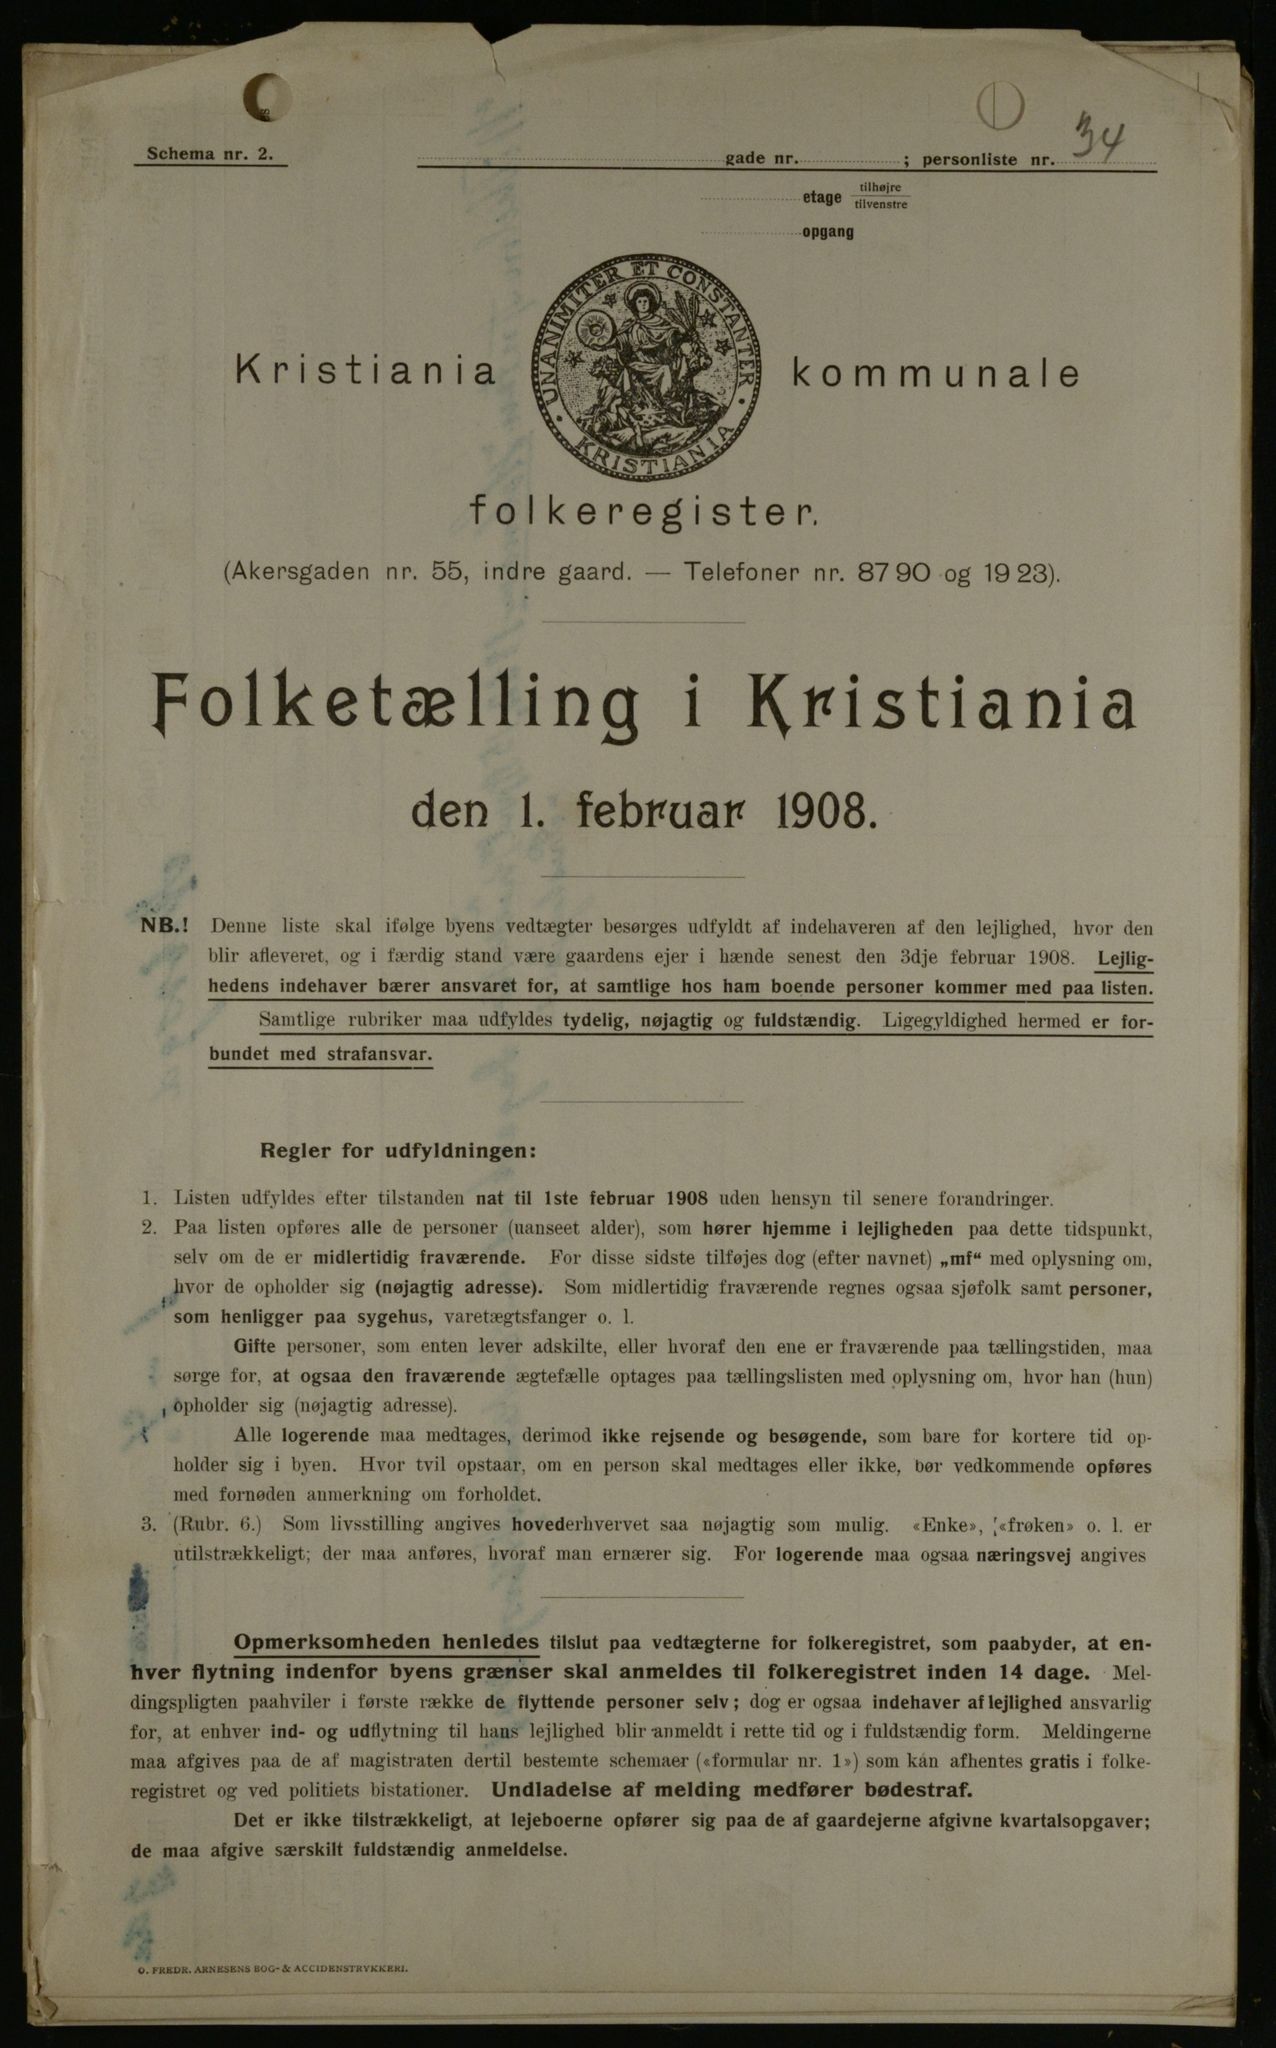 Schema nr. 2.
gade nr. ; personliste nr. 34
etage tilhøjre
tilvenstre
opgang
UNANIMITER ET CONSTANTER
KRISTIANIA
Kristiania kommunale
folkeregister.
(Akersgaden nr. 55, indre gaard. — Telefoner nr. 87 90 og 19 23).
Folketælling i Kristiania
den 1. februar 1908.
NB.! Denne liste skal ifølge byens vedtægter besørges udfyldt af indehaveren af den lejlighed, hvor den
blir afleveret, og i færdig stand være gaardens ejer i hænde senest den 3dje februar 1908. Lejlig-
hedens indehaver bærer ansvaret for, at samtlige hos ham boende personer kommer med paa listen.
Samtlige rubriker maa udfyldes tydelig, nøjagtig og fuldstændig. Ligegyldighed hermed er for-
bundet med strafansvar.
Regler for udfyldningen:
1. Listen udfyldes efter tilstanden nat til 1ste februar 1908 uden hensyn til senere forandringer.
2. Paa listen opføres alle de personer (uanseet alder), som hører hjemme i lejligheden paa dette tidspunkt,
selv om de er midlertidig fraværende. For disse sidste tilføjes dog (efter navnet) „mf“ med oplysning om,
hvor de opholder sig (nøjagtig adresse). Som midlertidig fraværende regnes ogsaa sjøfolk samt personer,
som henligger paa sygehus, varetægtsfanger o. l.
Gifte personer, som enten lever adskilte, eller hvoraf den ene er fraværende paa tællingstiden, maa
sørge for, at ogsaa den fraværende ægtefælle optages paa tællingslisten med oplysning om, hvor han (hun)
opholder sig (nøjagtig adresse).
Alle logerende maa medtages, derimod ikke rejsende og besøgende, som bare for kortere tid op-
holder sig i byen. Hvor tvil opstaar, om en person skal medtages eller ikke, bør vedkommende opføres
med fornøden anmerkning om forholdet.
3. (Rubr. 6.) Som livsstilling angives hovederhvervet saa nøjagtig som mulig. «Enke», «frøken» o. l. er
utilstrækkeligt; der maa anføres, hvoraf man ernærer sig. For logerende maa ogsaa næringsvej angives
Opmerksomheden henledes tilslut paa vedtægterne for folkeregistret, som paabyder, at en-
hver flytning indenfor byens grænser skal anmeldes til folkeregistret inden 14 dage. Mel-
dingspligten paahviler i første række de flyttende personer selv; dog er ogsaa indehaver af lejlighed ansvarlig
for, at enhver ind- og udflytning til hans lejlighed blir anmeldt i rette tid og i fuldstændig form. Meldingerne
maa afgives paa de af magistraten dertil bestemte schemaer («formular nr. 1») som kan afhentes gratis i folke-
registret og ved politiets bistationer. Undladelse af melding medfører bødestraf.
Det er ikke tilstrækkeligt, at lejeboerne opfører sig paa de af gaardejerne afgivne kvartalsopgaver;
de maa afgive særskilt fuldstændig anmeldelse.
O. FREDR. ARNESENS BOG- & ACCIDENSTRYKKERI.